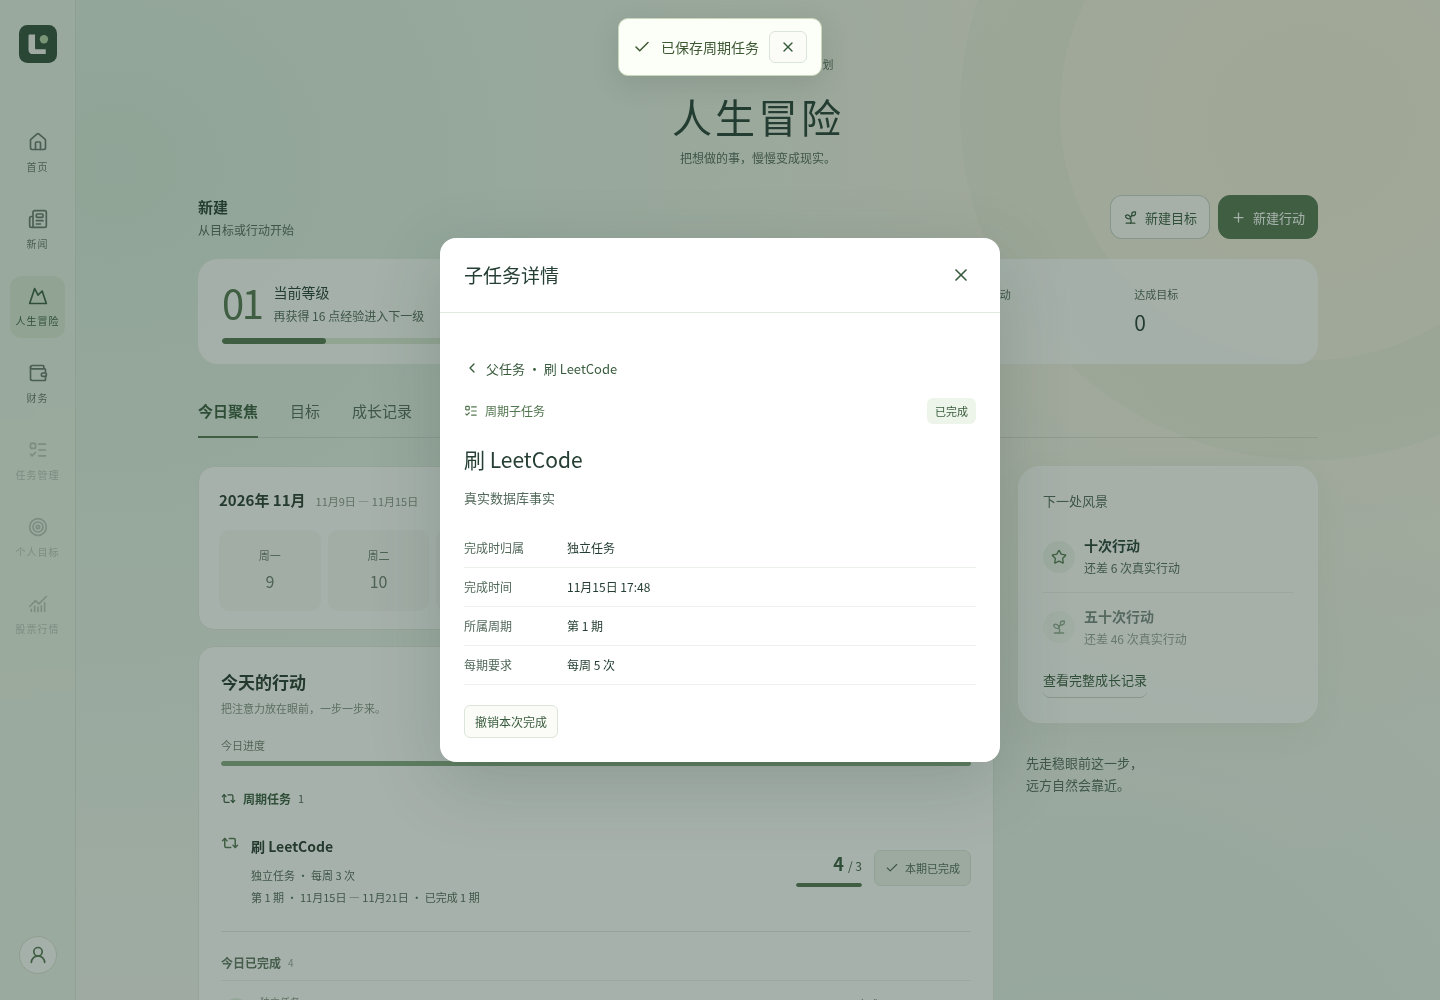 已保存周期任务
划
人生冒险
把想做的事，慢慢变成现实。
首页
新闻
人生冒险
财务
任务管理
个人目标
股票行情
新建
从目标或行动开始
新建目标
新建行动
01
当前等级
再获得 16 点经验进入下一级
动
达成目标
0
今日聚焦
目标
成长记录
2026年 11月
11月9日 — 11月15日
周一
9
周二
10
子任务详情
父任务 · 刷 LeetCode
周期子任务
已完成
刷 LeetCode
真实数据库事实
完成时归属
独立任务
完成时间
11月15日 17:48
所属周期
第 1 期
每期要求
每周 5 次
撤销本次完成
下一处风景
十次行动
还差 6 次真实行动
五十次行动
还差 46 次真实行动
查看完整成长记录
先走稳眼前这一步，
远方自然会靠近。
今天的行动
把注意力放在眼前，一步一步来。
今日进度
周期任务 1
刷 LeetCode
独立任务 · 每周 3 次
第 1 期 · 11月15日 — 11月21日 · 已完成 1 期
4 / 3
本期已完成
今日已完成 4